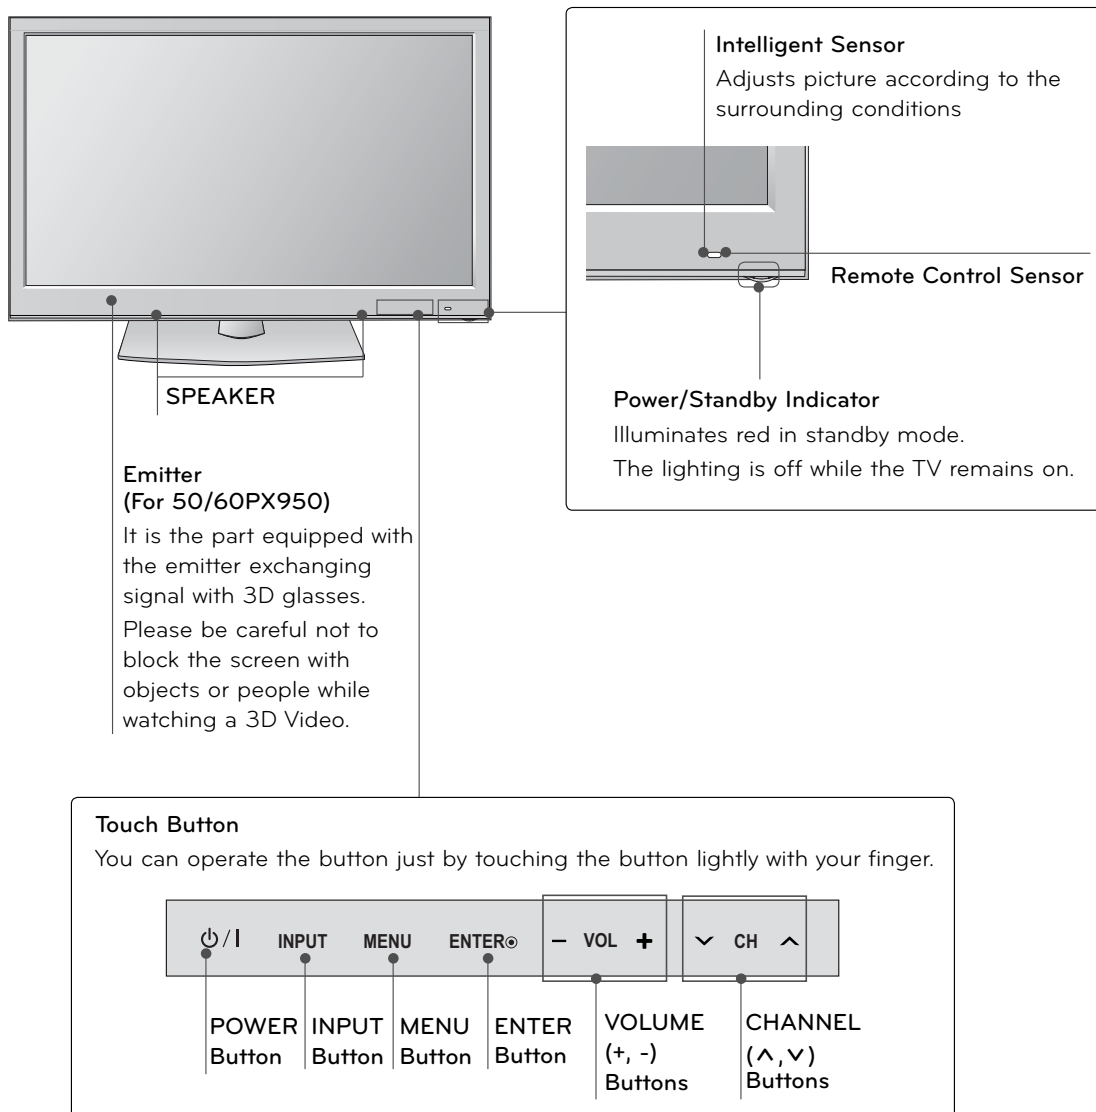 Intelligent Sensor
Adjusts picture according to the
surrounding conditions
Remote Control Sensor
Power/Standby Indicator
Illuminates red in standby mode.
The lighting is off while the TV remains on.
SPEAKER
Emitter
(For 50/60PX950)
It is the part equipped with
the emitter exchanging
signal with 3D glasses.
Please be careful not to
block the screen with
objects or people while
watching a 3D Video.
Touch Button
You can operate the button just by touching the button lightly with your finger.
⏻/I INPUT MENU ENTER◉ − VOL + ∨ CH ∧
POWER
Button
INPUT
Button
MENU
Button
ENTER
Button
VOLUME
(+, -)
Buttons
CHANNEL
(∧,∨)
Buttons